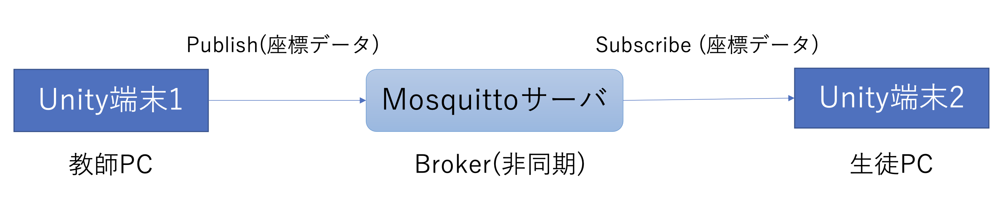 Publish(座標データ)
Subscribe (座標データ)
Unity端末1
Mosquittoサーバ
Unity端末2
教師PC
Broker(非同期)
生徒PC